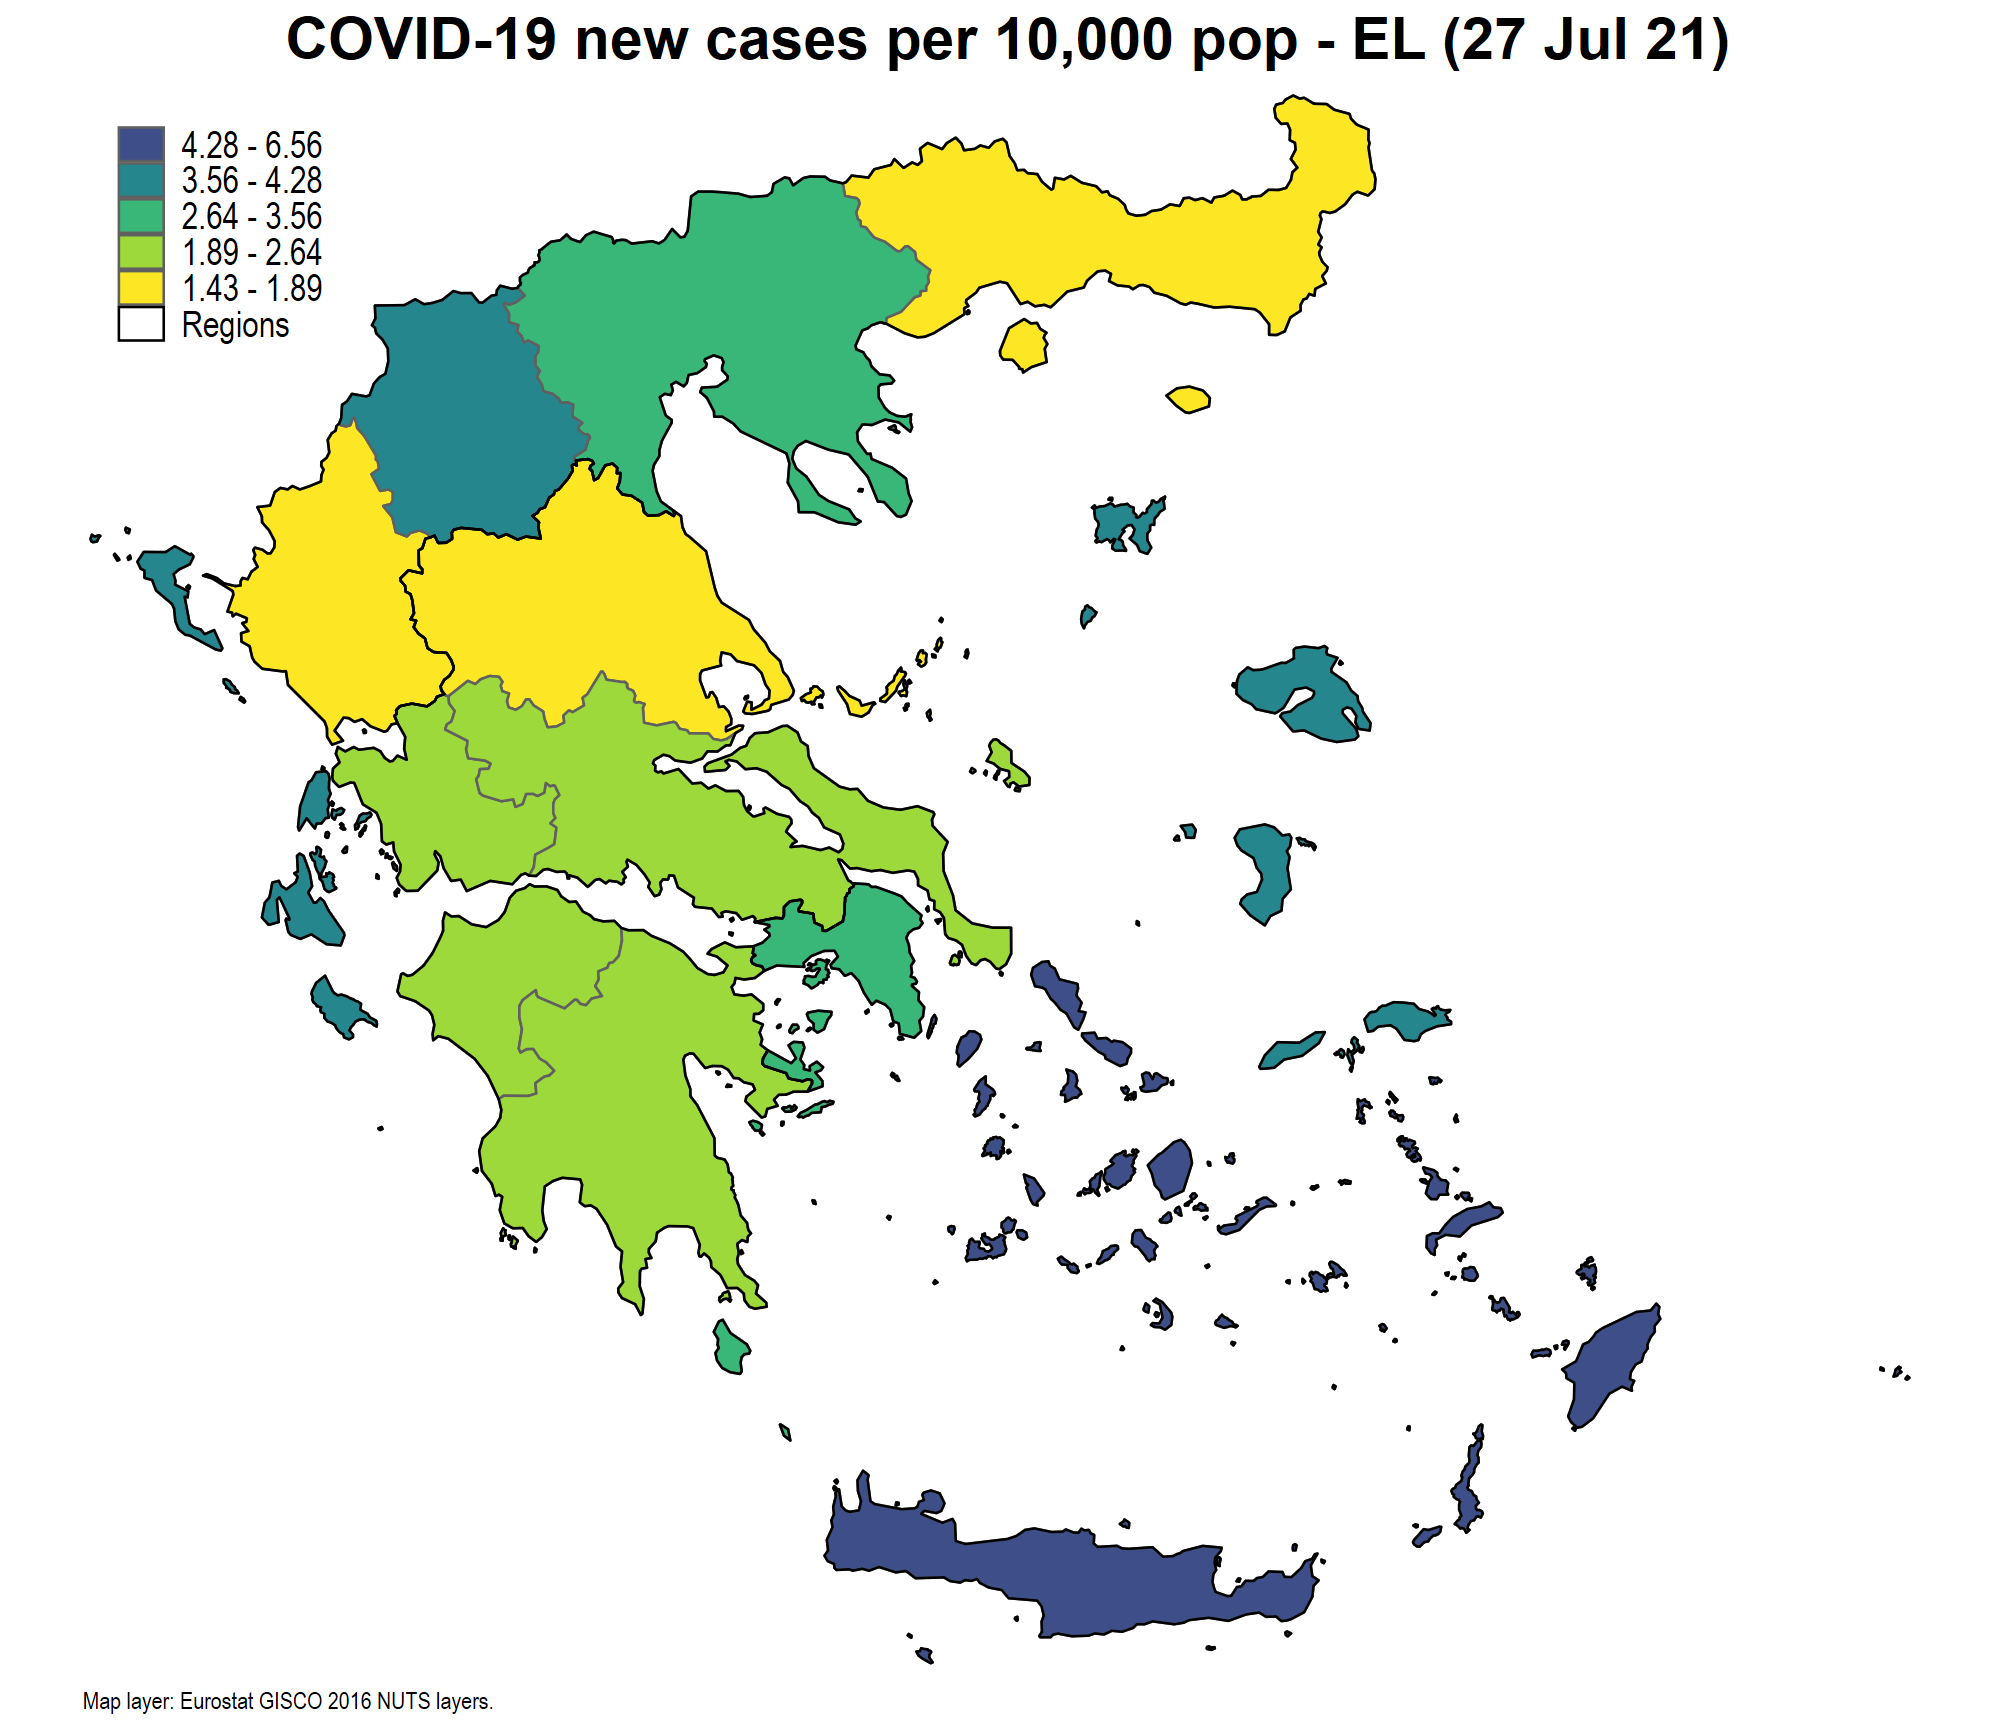 COVID-19 new cases per 10,000 pop - EL (27 Jul 21)
4.28 - 6.56
3.56 - 4.28
2.64 - 3.56
1.89 - 2.64
1.43 - 1.89
Regions
Map layer: Eurostat GISCO 2016 NUTS layers.